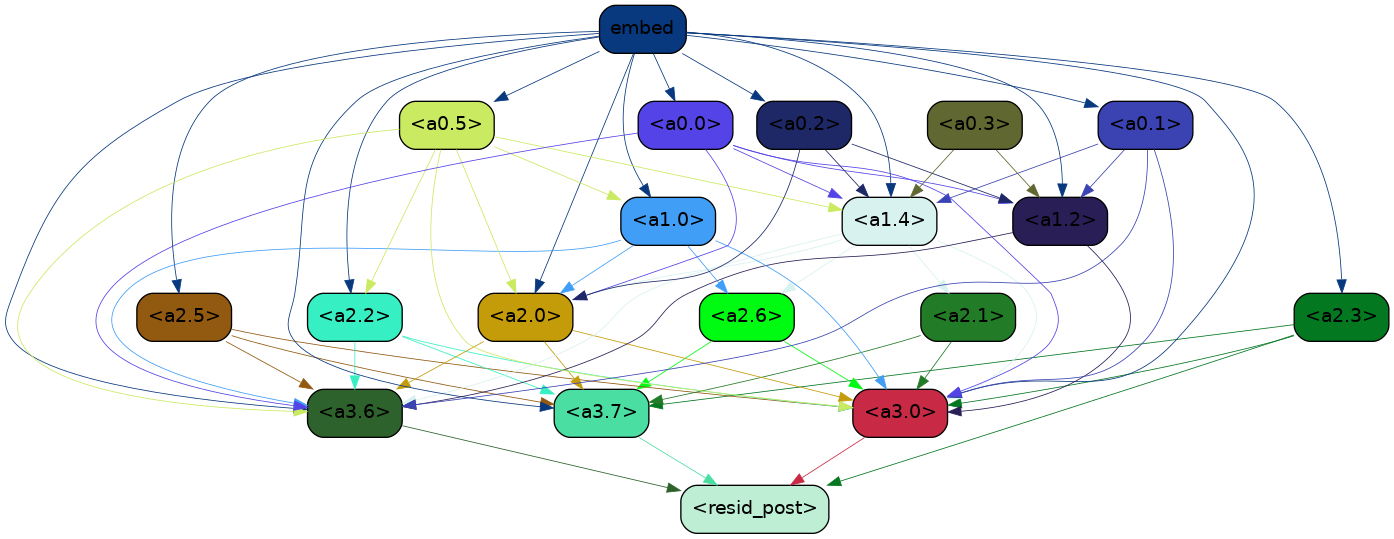 embed
<a0.5> <a0.0> <a0.2> <a0.3> <a0.1>
<a1.0> <a1.4> <a1.2>
<a2.5> <a2.2> <a2.0> <a2.6> <a2.1> <a2.3>
<a3.6> <a3.7> <a3.0>
<resid_post>